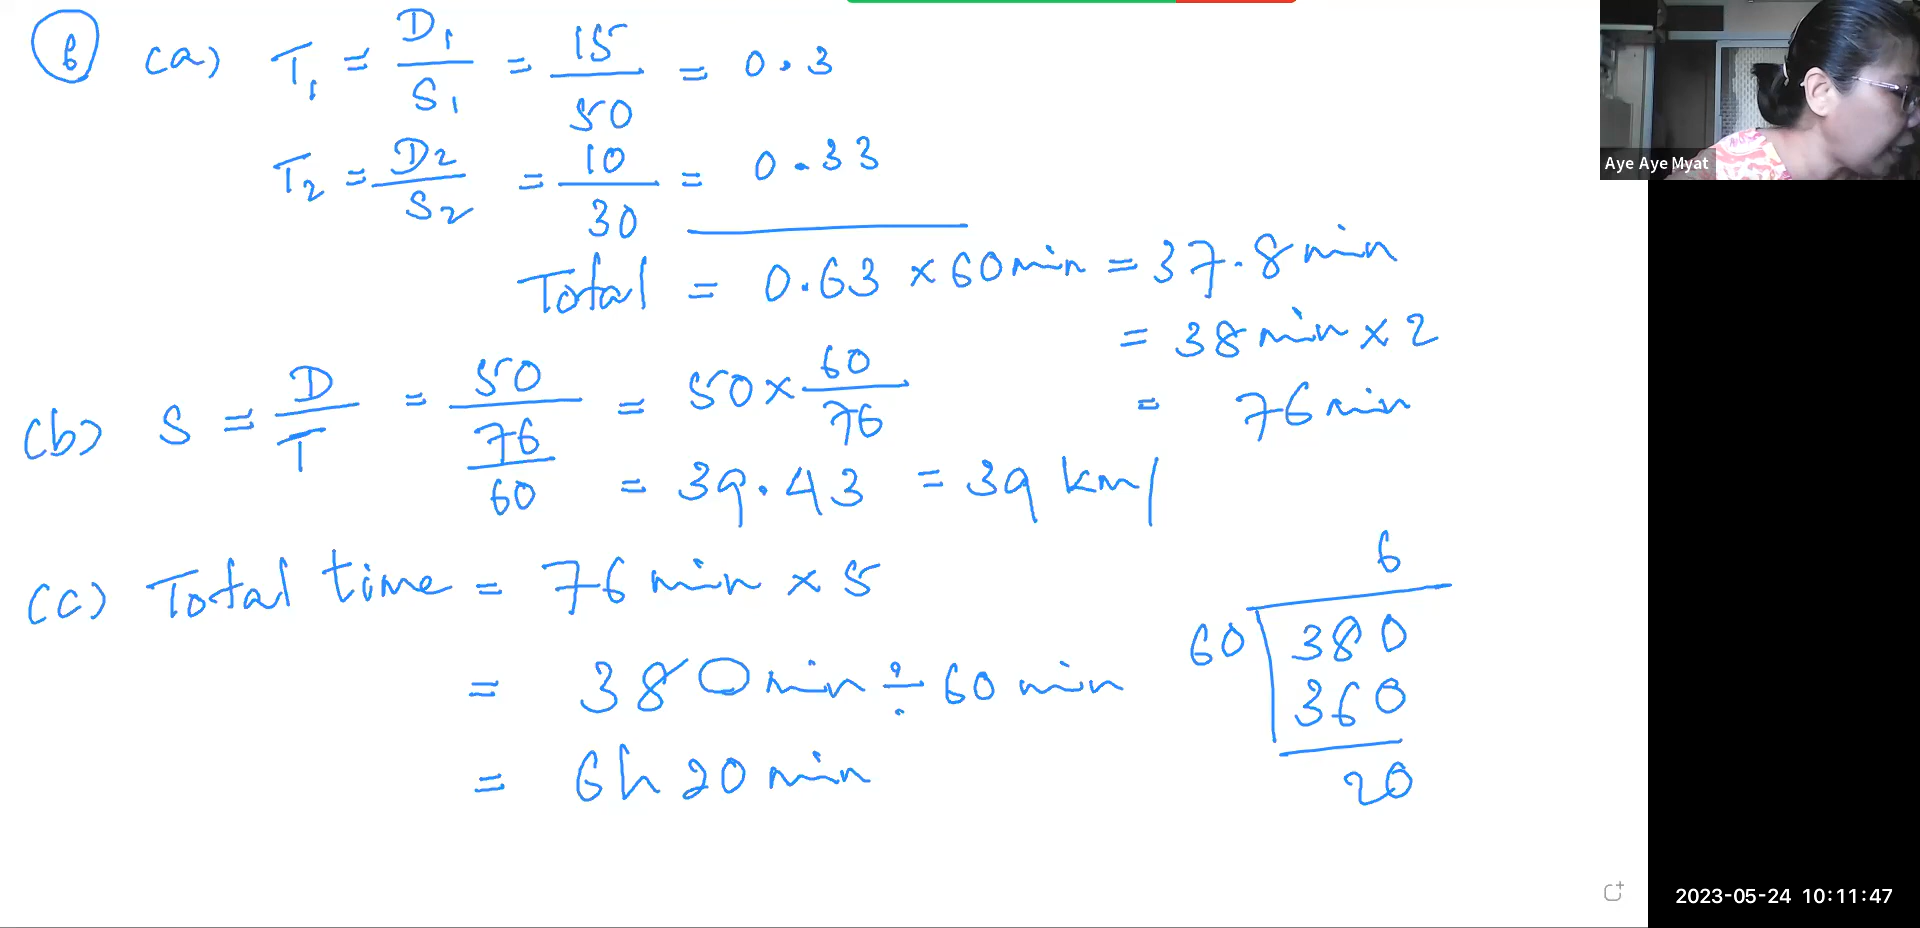 6 (a) T₁ = D₁/S₁ = 15/50 = 0.3
T₂ = D₂/S₂ = 10/30 = 0.33
Total = 0.63 × 60 min = 37.8 min
= 38 min × 2
= 76 min
(b) S = D/T = 50/(76/60) = 50 × 60/76
= 39.43 = 39 km/
(c) Total time = 76 min × 5
= 380 min ÷ 60 min
= 6h 20 min
6
60 380
360
20
Aye Aye Myat
2023-05-24 10:11:47